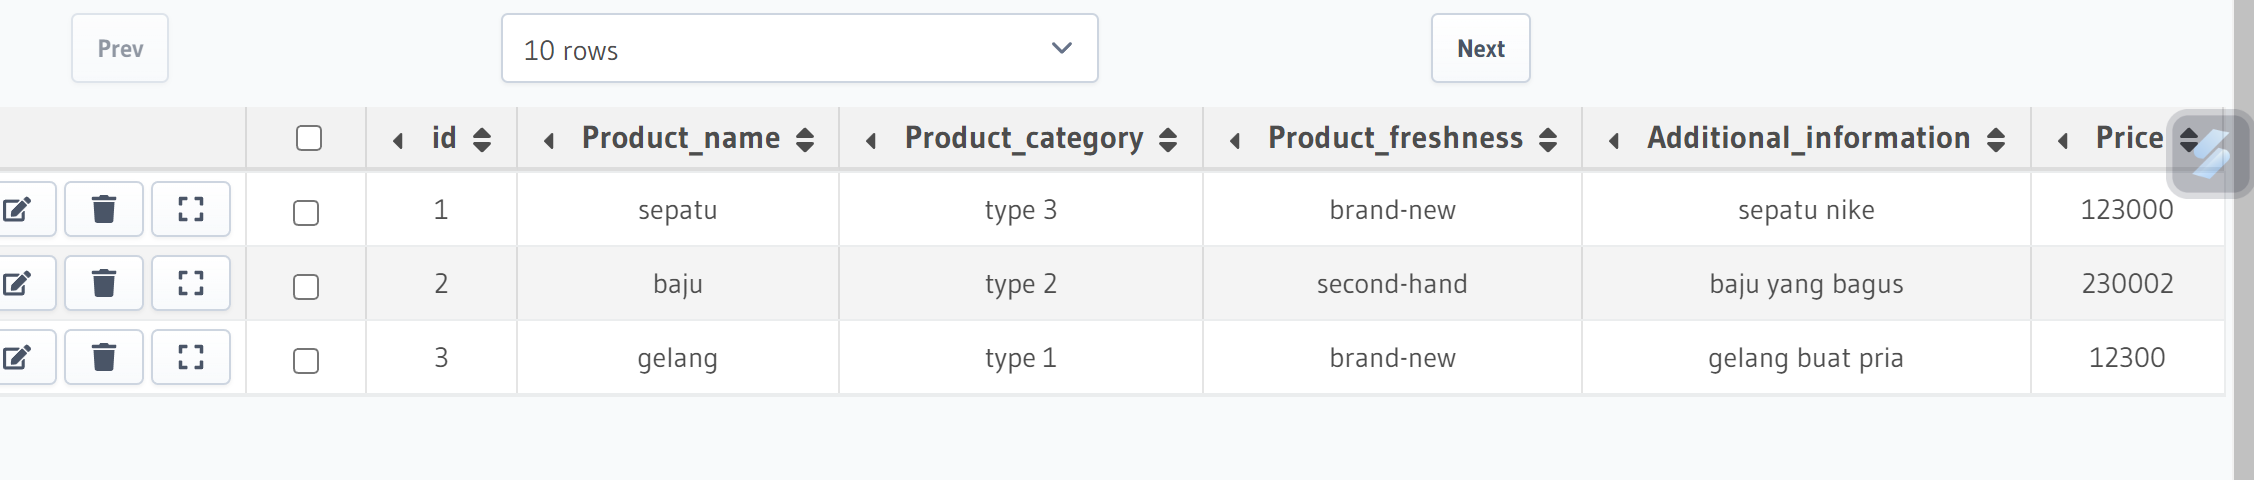 Prev 10 rows Next
id Product_name Product_category Product_freshness Additional_information Price
1 sepatu type 3 brand-new sepatu nike 123000
2 baju type 2 second-hand baju yang bagus 230002
3 gelang type 1 brand-new gelang buat pria 12300